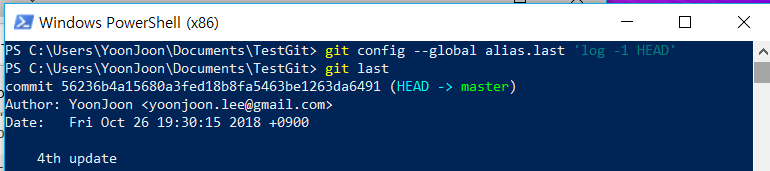 Windows PowerShell (x86)
PS C:\Users\YoonJoon\Documents\TestGit> git config --global alias.last 'log -1 HEAD'
PS C:\Users\YoonJoon\Documents\TestGit> git last
commit 56236b4a15680a3fed18b8fa5463be1263da6491 (HEAD -> master)
Author: YoonJoon <yoonjoon.lee@gmail.com>
Date:   Fri Oct 26 19:30:15 2018 +0900
4th update